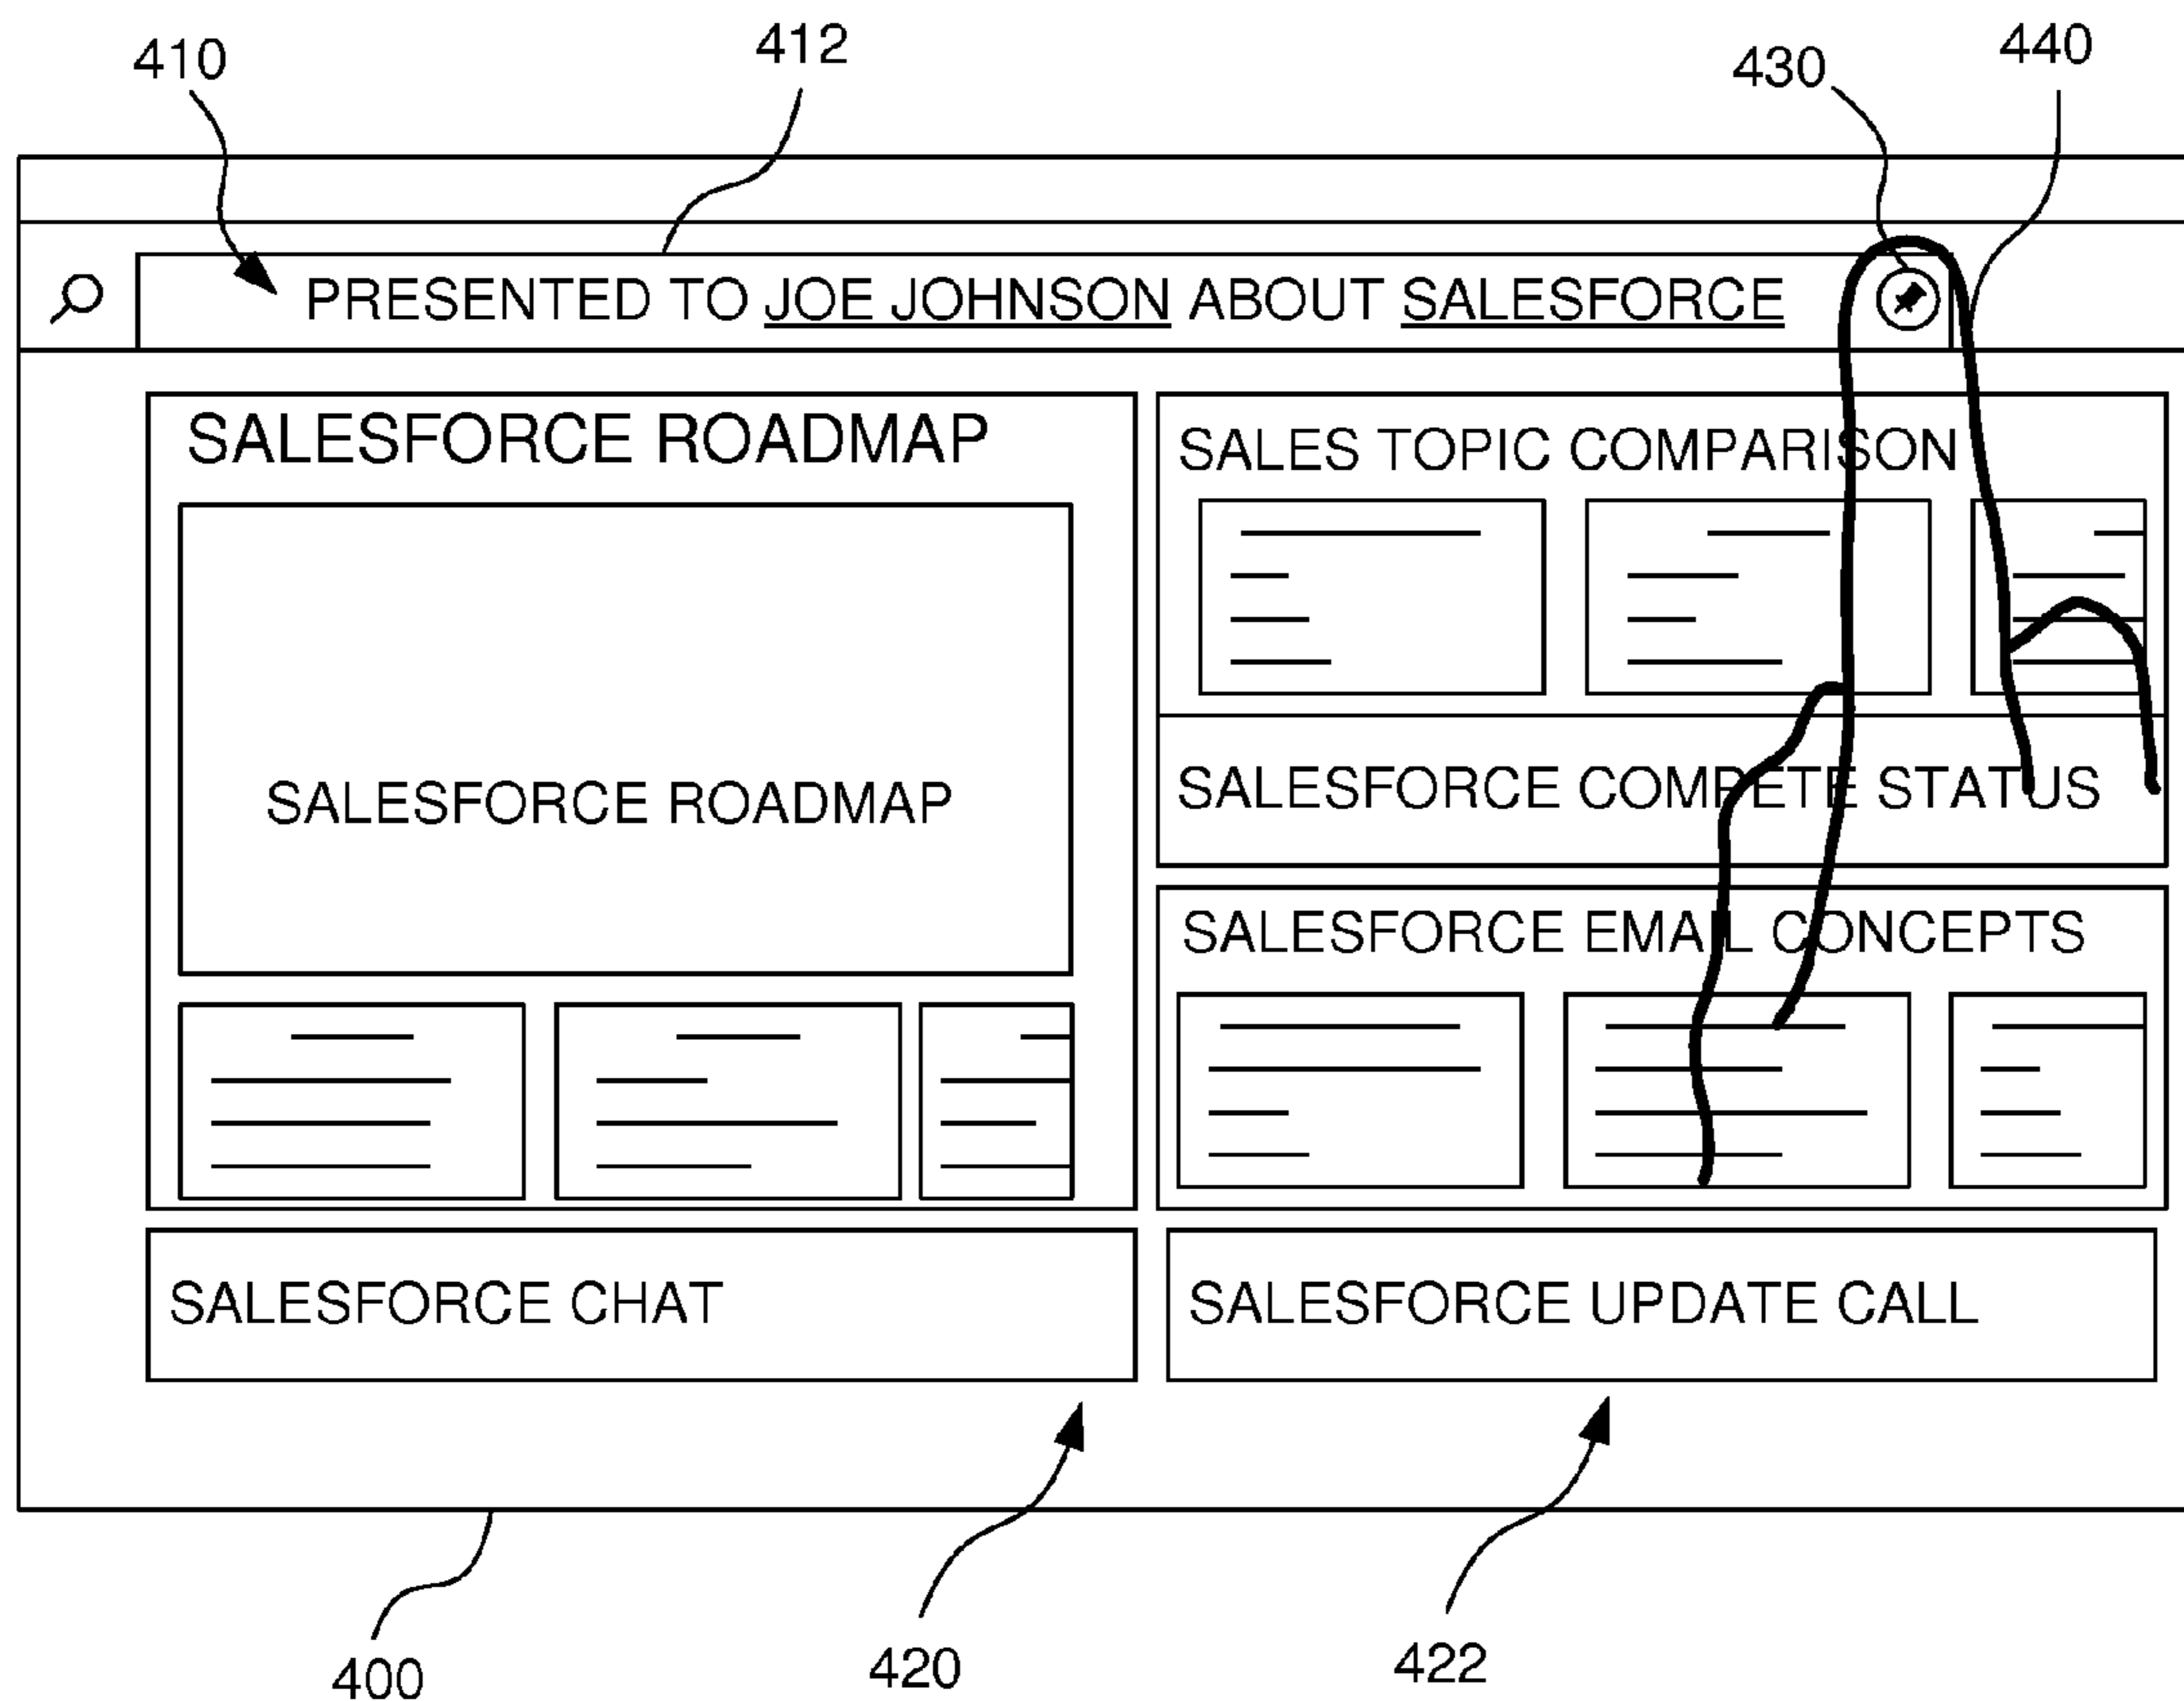 410
412
430
440
PRESENTED TO JOE JOHNSON ABOUT SALESFORCE
SALESFORCE ROADMAP
SALESFORCE ROADMAP
SALES TOPIC COMPARISON
SALESFORCE COMPETE STATUS
SALESFORCE EMAIL CONCEPTS
SALESFORCE CHAT
SALESFORCE UPDATE CALL
400
420
422